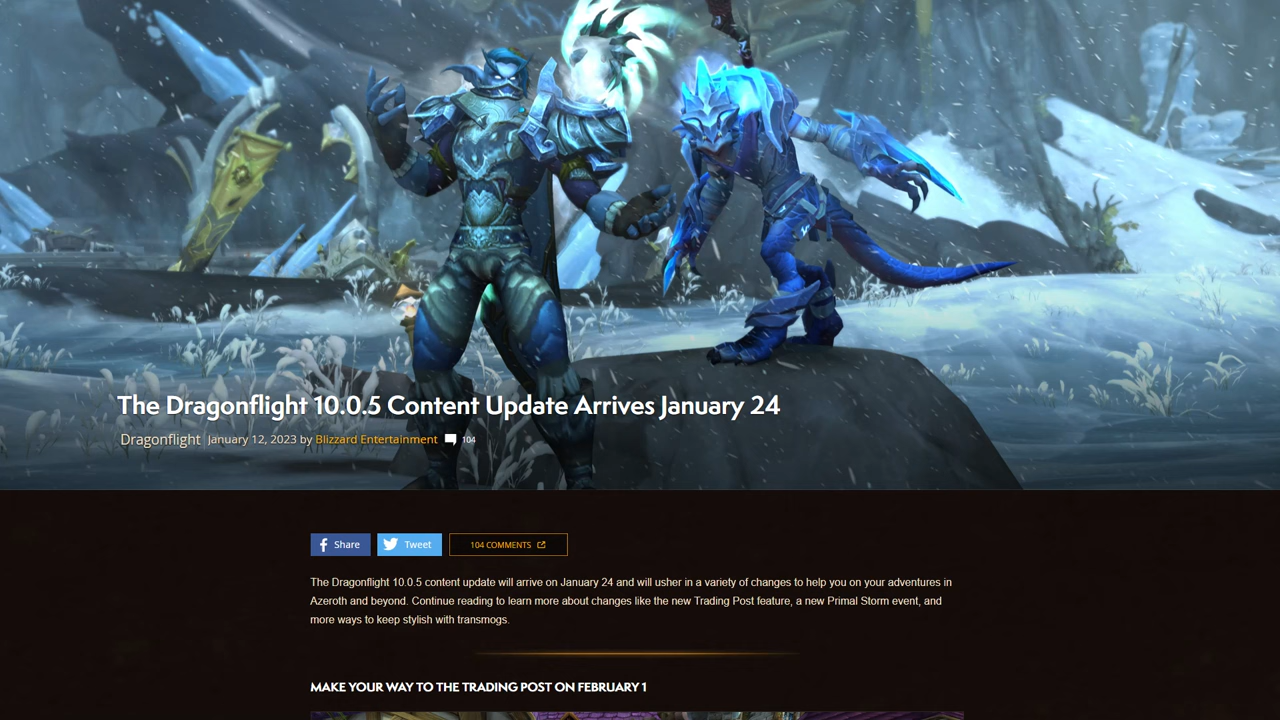 The Dragonflight 10.0.5 Content Update Arrives January 24
Dragonflight January 12, 2023 by Blizzard Entertainment 104
Share Tweet 104 COMMENTS
The Dragonflight 10.0.5 content update will arrive on January 24 and will usher in a variety of changes to help you on your adventures in
Azeroth and beyond. Continue reading to learn more about changes like the new Trading Post feature, a new Primal Storm event, and
more ways to keep stylish with transmogs.
MAKE YOUR WAY TO THE TRADING POST ON FEBRUARY 1